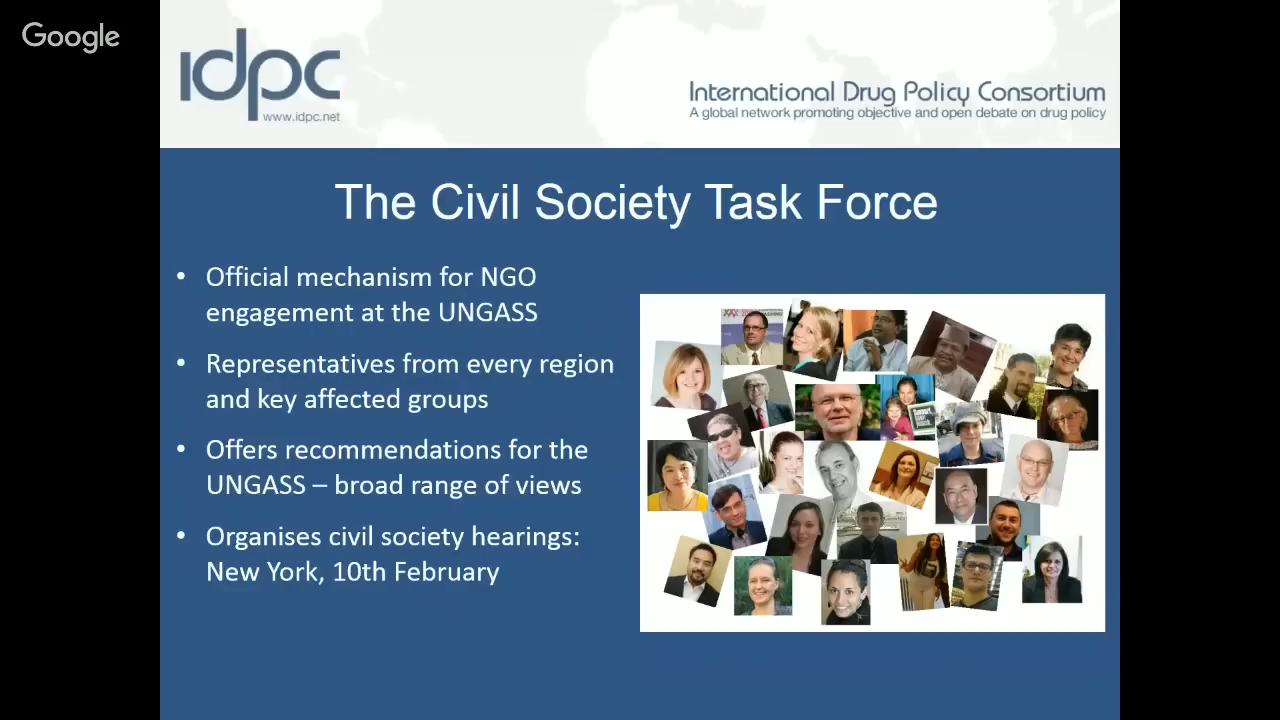 Google
idpc
www.idpc.net
International Drug Policy Consortium
A global network promoting objective and open debate on drug policy
The Civil Society Task Force
• Official mechanism for NGO
engagement at the UNGASS
• Representatives from every region
and key affected groups
• Offers recommendations for the
UNGASS – broad range of views
• Organises civil society hearings:
New York, 10th February